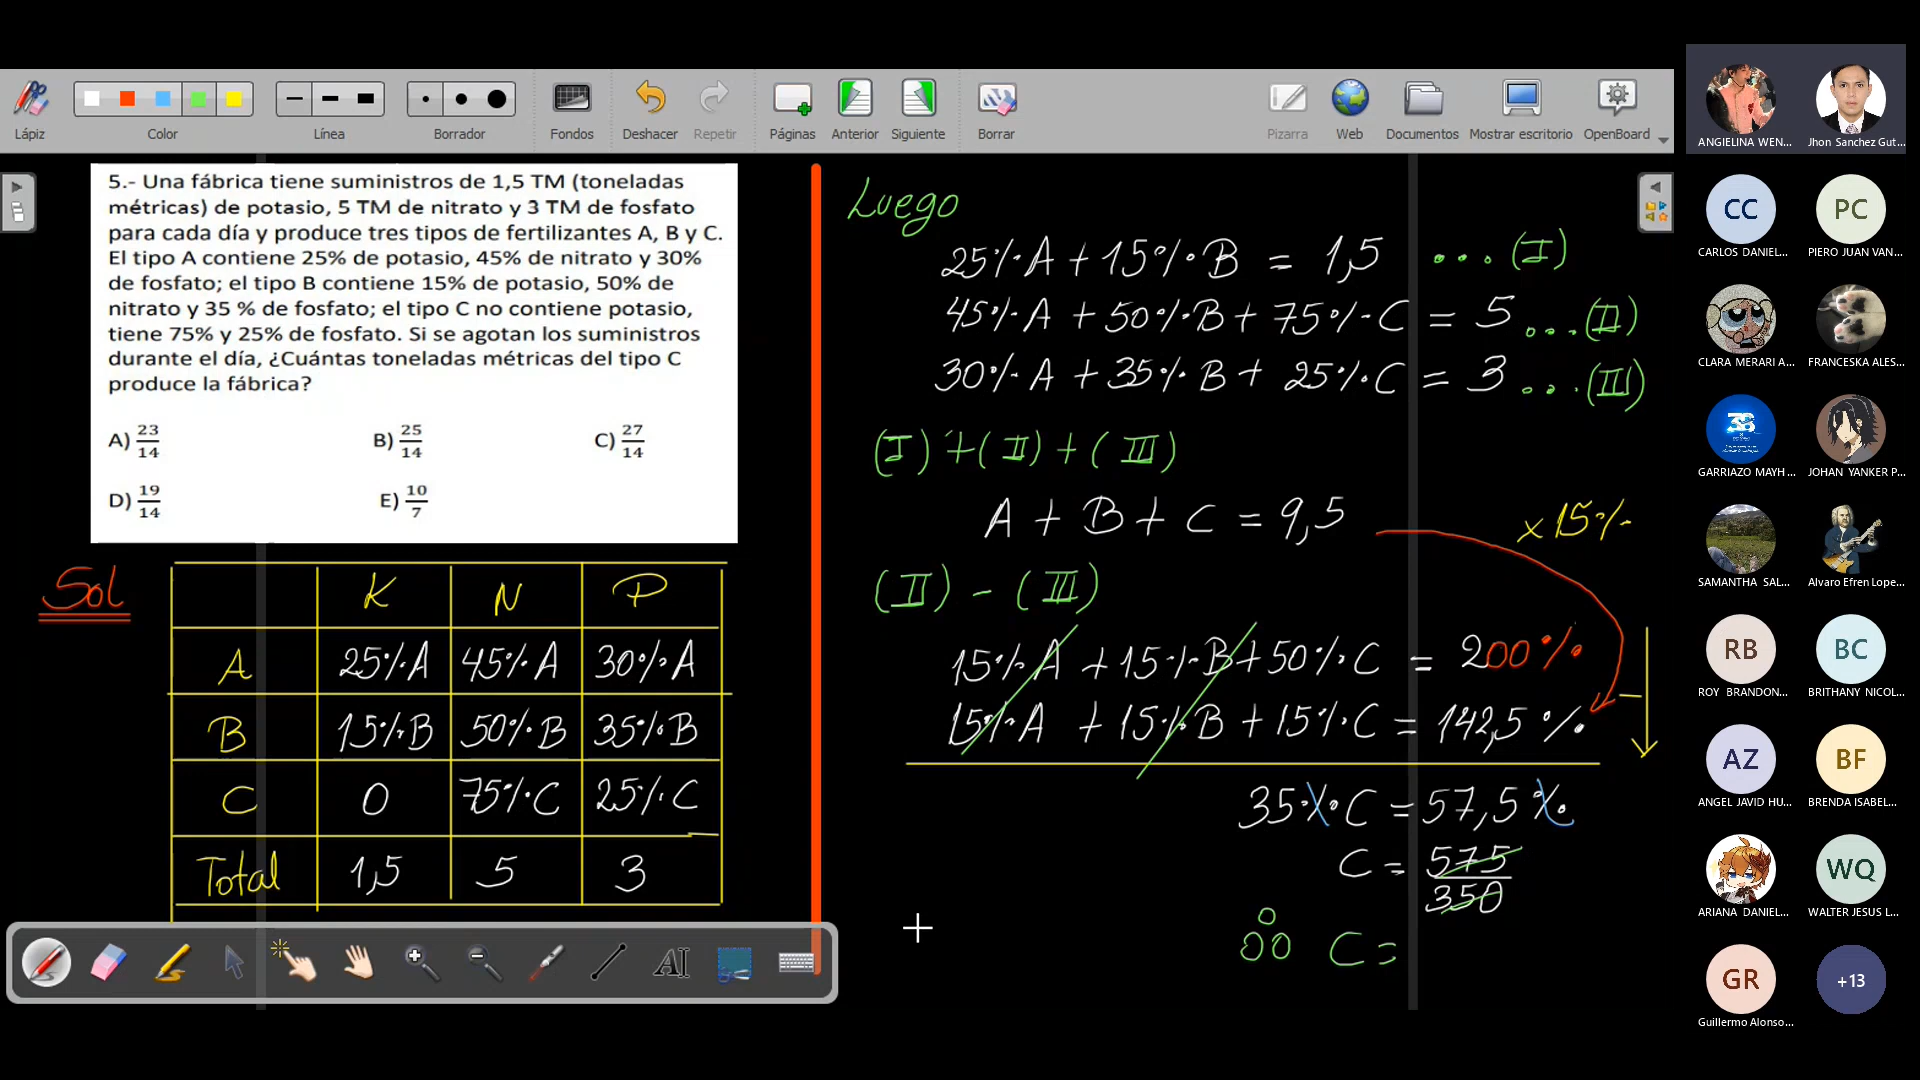 Lápiz
Color
Línea
Borrador
Fondos
Deshacer
Repetir
Páginas
Anterior
Siguiente
Borrar
Pizarra
Web
Documentos
Mostrar escritorio
OpenBoard
5.- Una fábrica tiene suministros de 1,5 TM (toneladas
métricas) de potasio, 5 TM de nitrato y 3 TM de fosfato
para cada día y produce tres tipos de fertilizantes A, B y C.
El tipo A contiene 25% de potasio, 45% de nitrato y 30%
de fosfato; el tipo B contiene 15% de potasio, 50% de
nitrato y 35 % de fosfato; el tipo C no contiene potasio,
tiene 75% y 25% de fosfato. Si se agotan los suministros
durante el día, ¿Cuántas toneladas métricas del tipo C
produce la fábrica?
A) 23/14 B) 25/14 C) 27/14
D) 19/14 E) 10/7
Sol
K N P
A 25% A 45% A 30% A
B 15% B 50% B 35% B
C 0 75% C 25% C
Total 1,5 5 3
Luego
25% A + 15% B = 1,5 ... (I)
45% A + 50% B + 75% C = 5 ... (II)
30% A + 35% B + 25% C = 3 ... (III)
(I) + (II) + (III)
A + B + C = 9,5
x 15%
(II) - (III)
15% A + 15% B + 50% C = 200%
15% A + 15% B + 15% C = 142,5 %
35% C = 57,5 %
C = 575/350
C =
AI
ANGIELINA WEN...
Jhon Sanchez Gut...
CC
CARLOS DANIEL...
PC
PIERO JUAN VAN...
CLARA MERARI A...
FRANCESKA ALES...
GARRIAZO MAYH...
JOHAN YANKER P...
SAMANTHA SAL...
Alvaro Efren Lope...
RB
ROY BRANDON...
BC
BRITHANY NICOL...
AZ
ANGEL JAVID HU...
BF
BRENDA ISABEL...
ARIANA DANIEL...
WQ
WALTER JESUS L...
GR
Guillermo Alonso...
+13